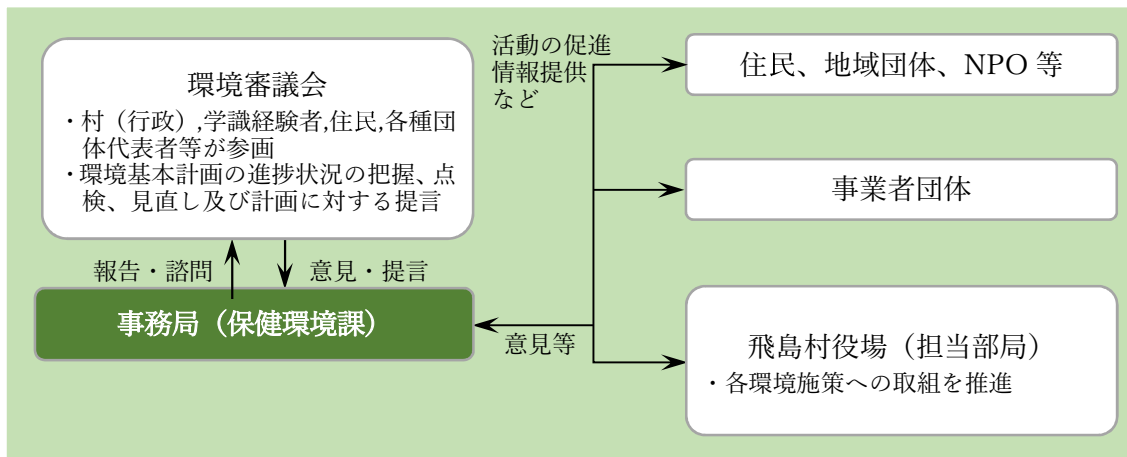 環境審議会
・村（行政）,学識経験者,住民,各種団
体代表者等が参画
・環境基本計画の進捗状況の把握、点
検、見直し及び計画に対する提言
報告・諮問
意見・提言
事務局（保健環境課）
活動の促進
情報提供
など
意見等
住民、地域団体、NPO 等
事業者団体
飛島村役場（担当部局）
・各環境施策への取組を推進